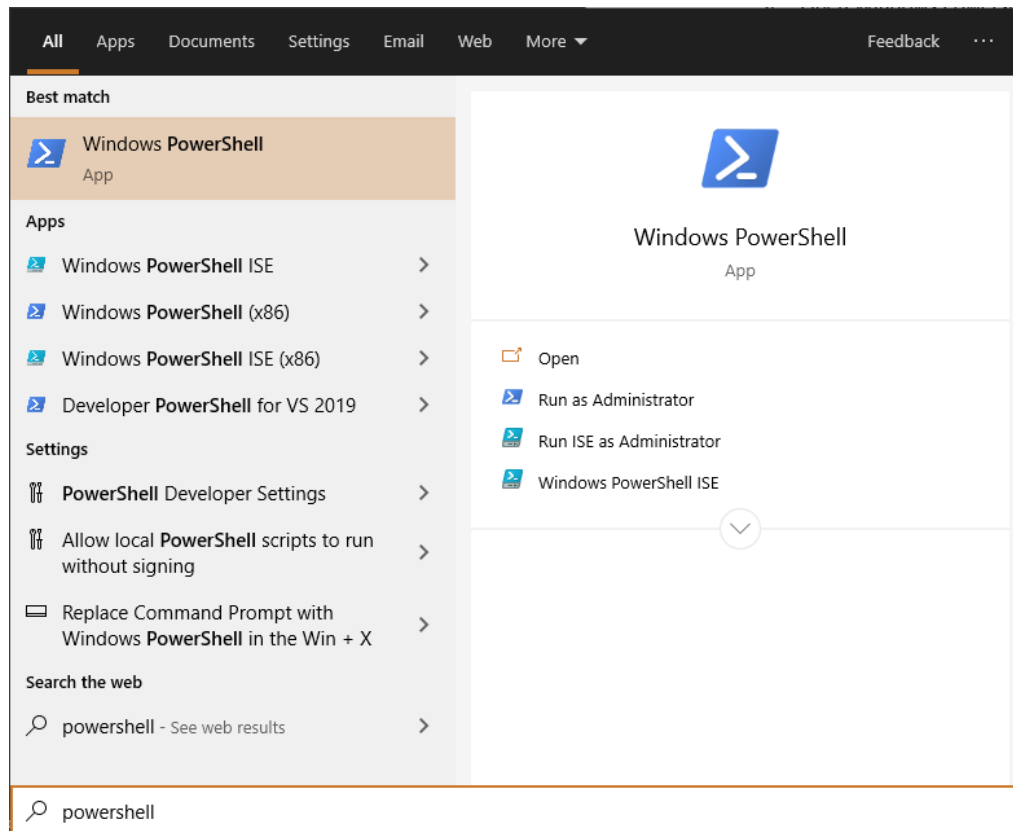 All Apps Documents Settings Email Web More Feedback ...
Best match
Windows PowerShell
App
Apps
Windows PowerShell ISE
Windows PowerShell (x86)
Windows PowerShell ISE (x86)
Developer PowerShell for VS 2019
Settings
PowerShell Developer Settings
Allow local PowerShell scripts to run
without signing
Replace Command Prompt with
Windows PowerShell in the Win + X
Search the web
powershell - See web results
Windows PowerShell
App
Open
Run as Administrator
Run ISE as Administrator
Windows PowerShell ISE
powershell